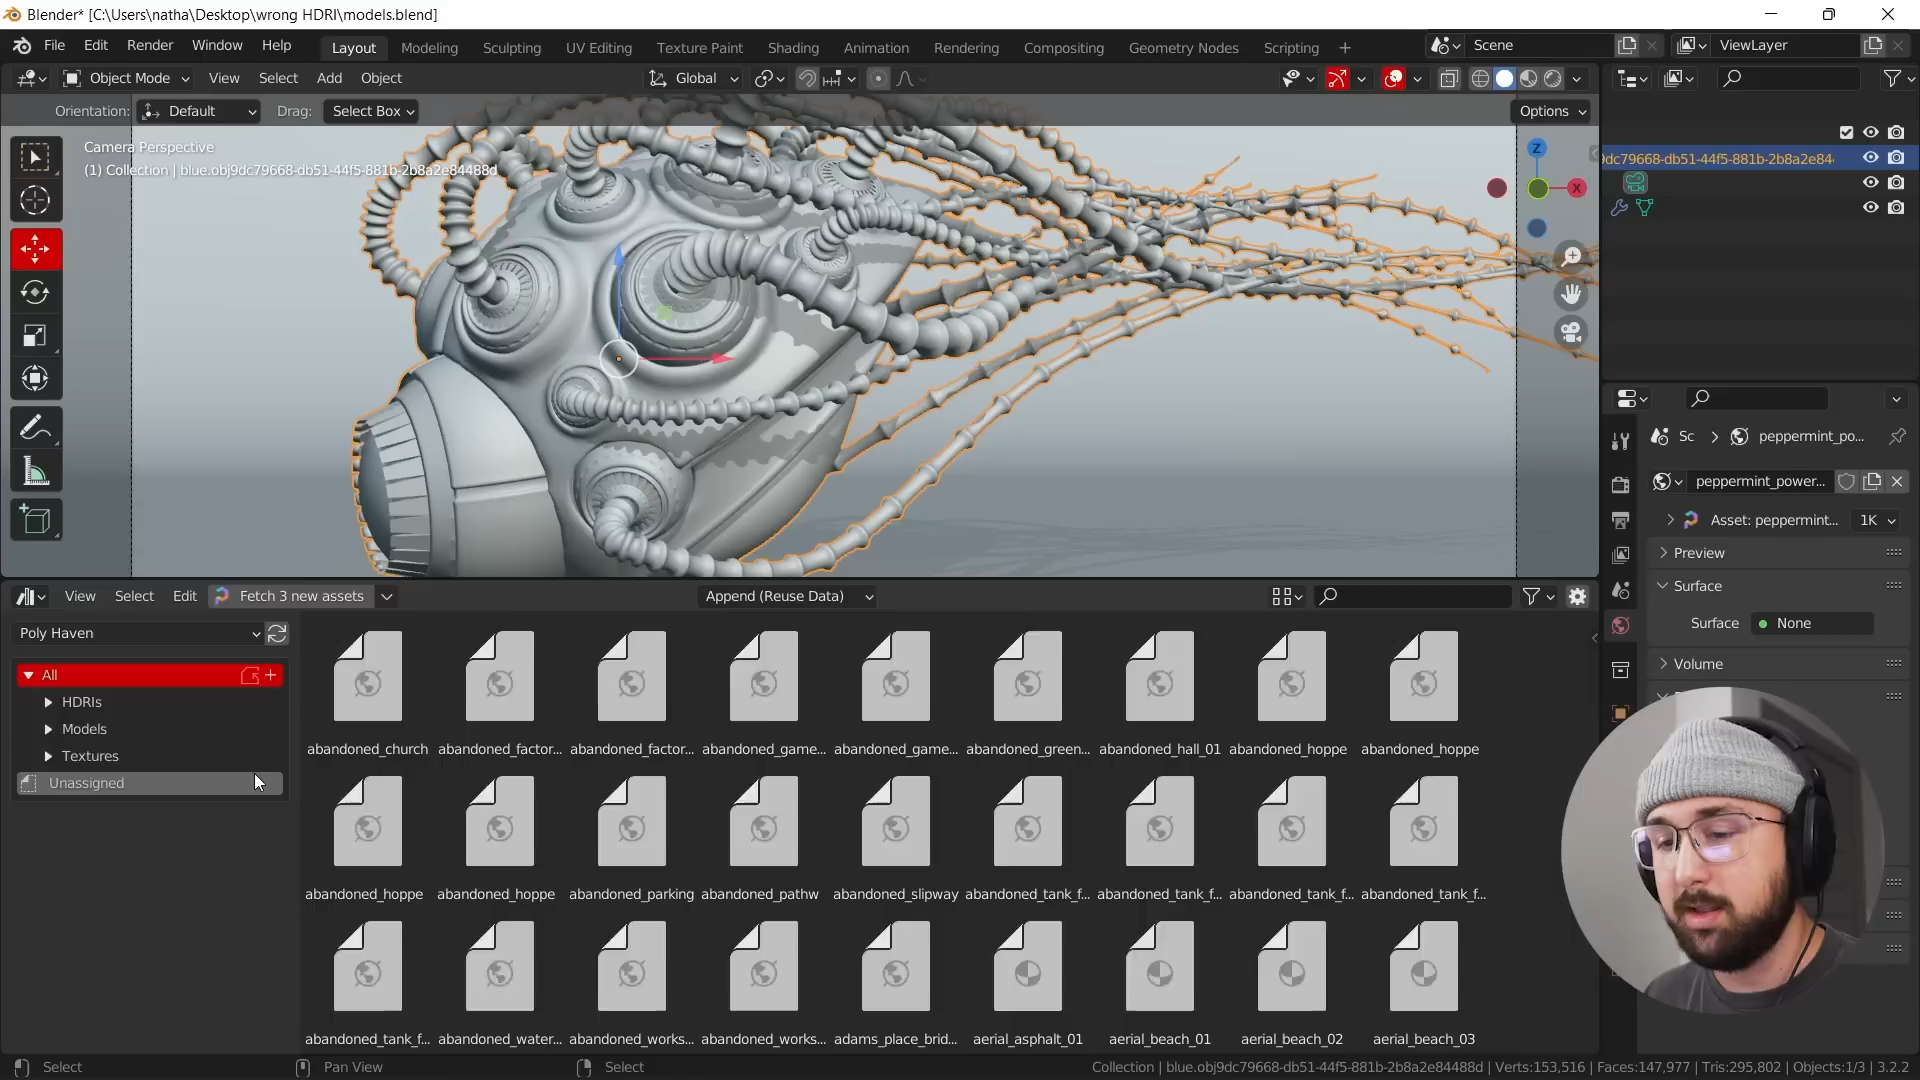 Blender* [C:\Users\natha\Desktop\wrong HDRI\models.blend]
File Edit Render Window Help Layout Modeling Sculpting UV Editing Texture Paint Shading Animation Rendering Compositing Geometry Nodes Scripting + Scene ViewLayer
Object Mode View Select Add Object Global
Orientation: Default Drag: Select Box Options
Camera Perspective
(1) Collection | blue.obj9dc79668-db51-44f5-881b-2b8a2e84488d
Z
X
9dc79668-db51-44f5-881b-2b8a2e84
Sc peppermint_po...
peppermint_power...
Asset: peppermint... 1K
Preview
Surface
Surface None
Volume
View Select Edit Fetch 3 new assets Append (Reuse Data)
Poly Haven
All
HDRIs
Models
Textures
Unassigned
abandoned_church abandoned_factor... abandoned_factor... abandoned_game... abandoned_game... abandoned_green... abandoned_hall_01 abandoned_hoppe abandoned_hoppe
abandoned_hoppe abandoned_hoppe abandoned_parking abandoned_pathw abandoned_slipway abandoned_tank_f... abandoned_tank_f... abandoned_tank_f... abandoned_tank_f...
abandoned_tank_f... abandoned_water... abandoned_works... abandoned_works... adams_place_brid... aerial_asphalt_01 aerial_beach_01 aerial_beach_02 aerial_beach_03
Select Pan View Select Collection | blue.obj9dc79668-db51-44f5-881b-2b8a2e84488d | Verts:153,516 | Faces:147,977 | Tris:295,802 | Objects:1/3 | 3.2.2